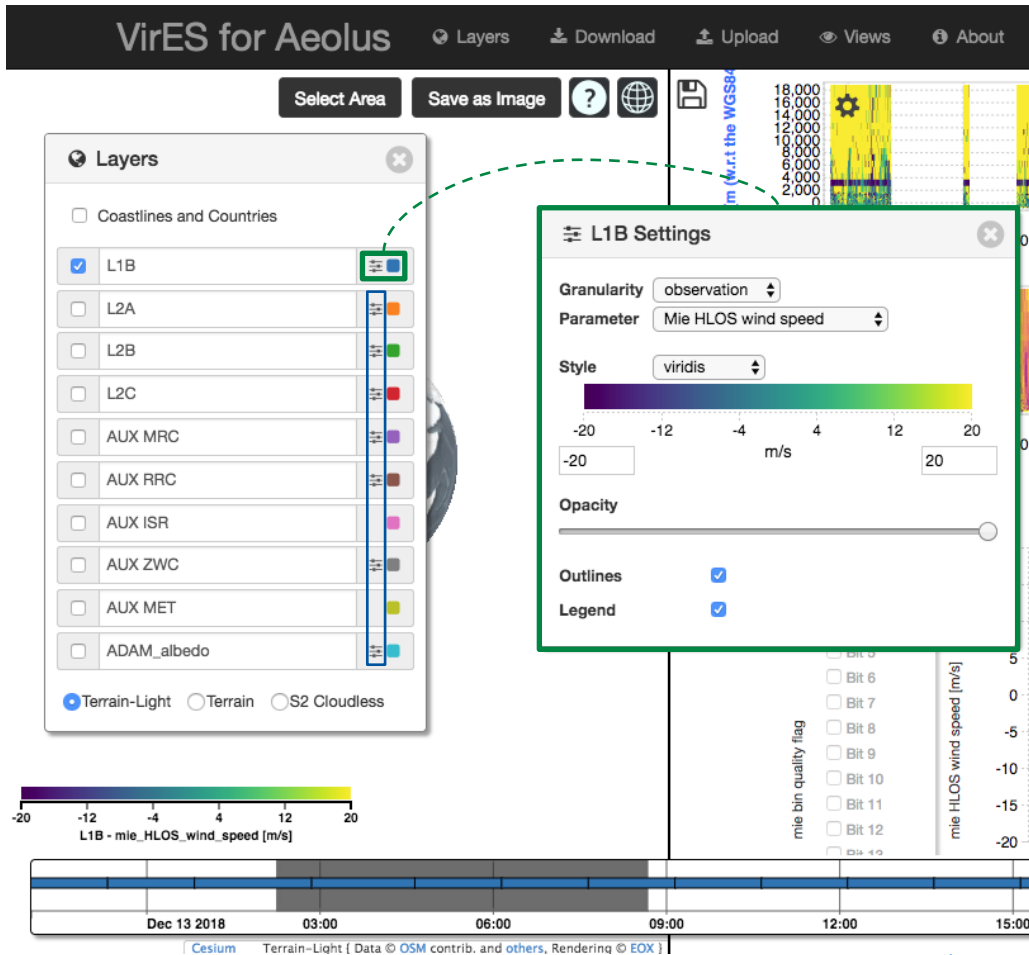 VirES for Aeolus Layers Download Upload Views About
Select Area Save as Image ?
m (w.r.t the WGS84
18,000
16,000
14,000
12,000
10,000
8,000
6,000
4,000
2,000
0
Layers
Coastlines and Countries
L1B
L2A
L2B
L2C
AUX MRC
AUX RRC
AUX ISR
AUX ZWC
AUX MET
ADAM_albedo
Terrain-Light Terrain S2 Cloudless
L1B Settings
Granularity observation
Parameter Mie HLOS wind speed
Style viridis
-20 -12 -4 4 12 20
m/s
-20 20
Opacity
Outlines
Legend
mie bin quality flag
Bit 5
Bit 6
Bit 7
Bit 8
Bit 9
Bit 10
Bit 11
Bit 12
Bit 13
mie HLOS wind speed [m/s]
5
0
-5
-10
-15
-20
-20 -12 -4 4 12 20
L1B - mie_HLOS_wind_speed [m/s]
Dec 13 2018 03:00 06:00 09:00 12:00 15:00
Cesium Terrain-Light { Data © OSM contrib. and others, Rendering © EOX }